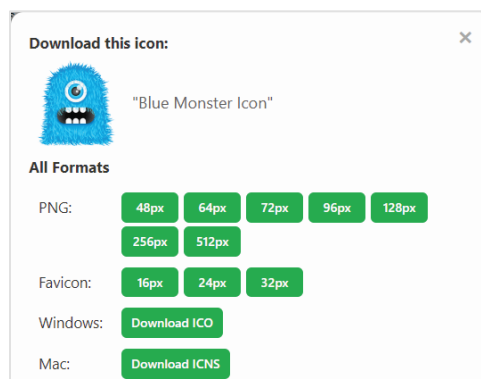 Download this icon:
×
"Blue Monster Icon"
All Formats
PNG: 48px 64px 72px 96px 128px
256px 512px
Favicon: 16px 24px 32px
Windows: Download ICO
Mac: Download ICNS